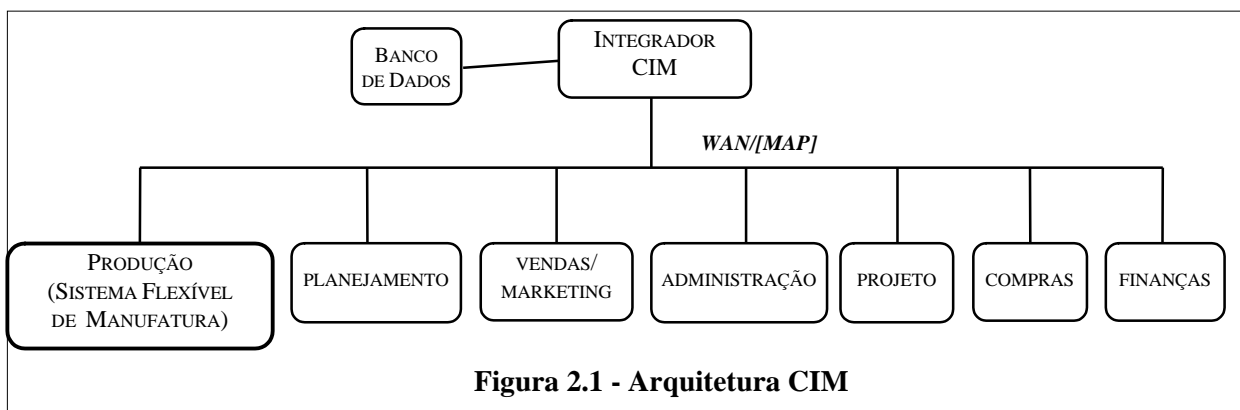 INTEGRADOR
CIM
BANCO
DE DADOS
WAN/[MAP]
PRODUÇÃO
(SISTEMA FLEXÍVEL
DE MANUFATURA)
PLANEJAMENTO
VENDAS/
MARKETING
ADMINISTRAÇÃO
PROJETO
COMPRAS
FINANÇAS
Figura 2.1 - Arquitetura CIM